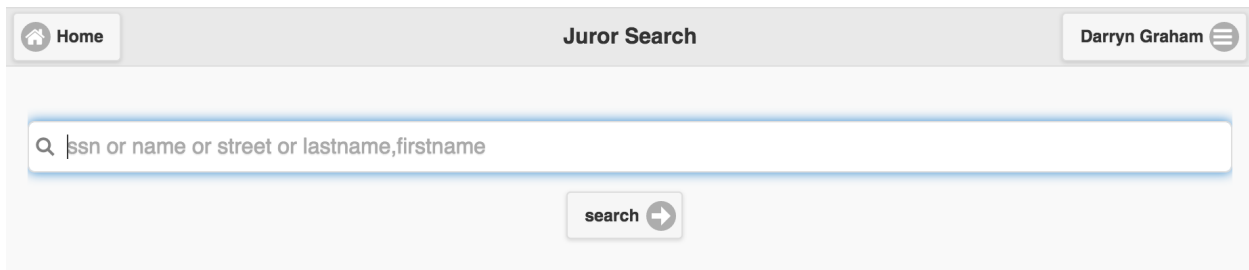 Home
Juror Search
Darryn Graham
ssn or name or street or lastname,firstname
search